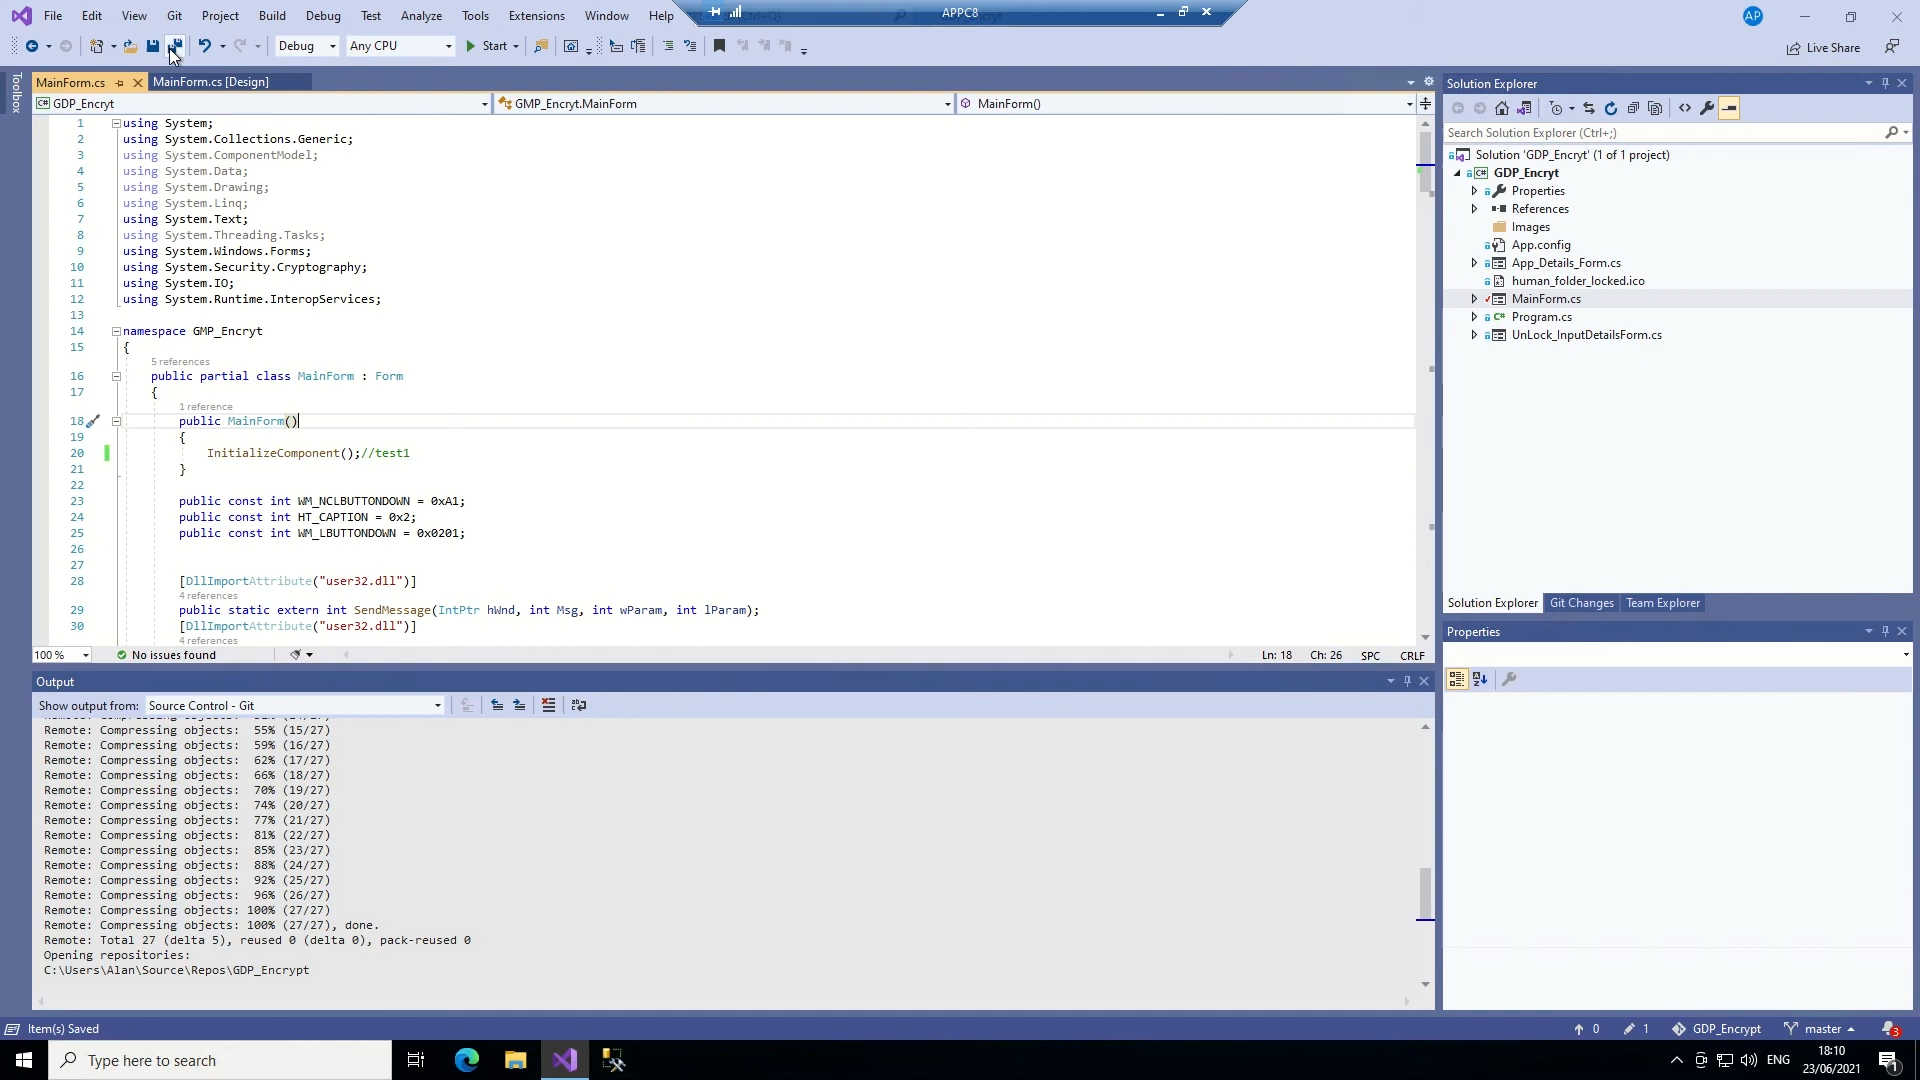 File Edit View Git Project Build Debug Test Analyze Tools Extensions Window Help APPC8 AP
Debug Any CPU Start Live Share
Toolbox
MainForm.cs MainForm.cs [Design]
GDP_Encryt GMP_Encryt.MainForm MainForm()
1 using System;
2 using System.Collections.Generic;
3 using System.ComponentModel;
4 using System.Data;
5 using System.Drawing;
6 using System.Linq;
7 using System.Text;
8 using System.Threading.Tasks;
9 using System.Windows.Forms;
10 using System.Security.Cryptography;
11 using System.IO;
12 using System.Runtime.InteropServices;
13
14 namespace GMP_Encryt
15 {
5 references
16 public partial class MainForm : Form
17 {
1 reference
18 public MainForm()
19 {
20 InitializeComponent();//test1
21 }
22
23 public const int WM_NCLBUTTONDOWN = 0xA1;
24 public const int HT_CAPTION = 0x2;
25 public const int WM_LBUTTONDOWN = 0x0201;
26
27
28 [DllImportAttribute("user32.dll")]
4 references
29 public static extern int SendMessage(IntPtr hWnd, int Msg, int wParam, int lParam);
30 [DllImportAttribute("user32.dll")]
4 references
100 % No issues found Ln: 18 Ch: 26 SPC CRLF
Output
Show output from: Source Control - Git
Remote: Compressing objects: 55% (15/27)
Remote: Compressing objects: 59% (16/27)
Remote: Compressing objects: 62% (17/27)
Remote: Compressing objects: 66% (18/27)
Remote: Compressing objects: 70% (19/27)
Remote: Compressing objects: 74% (20/27)
Remote: Compressing objects: 77% (21/27)
Remote: Compressing objects: 81% (22/27)
Remote: Compressing objects: 85% (23/27)
Remote: Compressing objects: 88% (24/27)
Remote: Compressing objects: 92% (25/27)
Remote: Compressing objects: 96% (26/27)
Remote: Compressing objects: 100% (27/27)
Remote: Compressing objects: 100% (27/27), done.
Remote: Total 27 (delta 5), reused 0 (delta 0), pack-reused 0
Opening repositories:
C:\Users\Alan\Source\Repos\GDP_Encrypt
Solution Explorer
Search Solution Explorer (Ctrl+;)
Solution 'GDP_Encryt' (1 of 1 project)
GDP_Encryt
Properties
References
Images
App.config
App_Details_Form.cs
human_folder_locked.ico
MainForm.cs
Program.cs
UnLock_InputDetailsForm.cs
Solution Explorer Git Changes Team Explorer
Properties
Item(s) Saved 0 1 GDP_Encrypt master 3
Type here to search ENG 18:10
23/06/2021 1